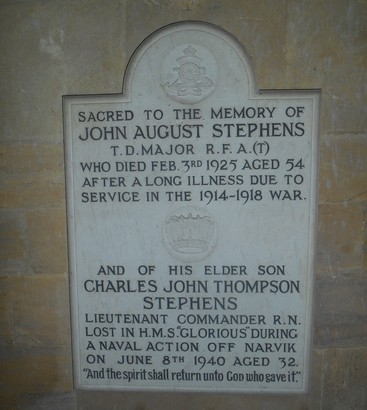 SACRED TO THE MEMORY OF
JOHN AUGUST STEPHENS
T.D. MAJOR R.F.A.(T)
WHO DIED FEB. 3RD 1925 AGED 54
AFTER A LONG ILLNESS DUE TO
SERVICE IN THE 1914-1918 WAR.
AND OF HIS ELDER SON
CHARLES JOHN THOMPSON
STEPHENS
LIEUTENANT COMMANDER R.N.
LOST IN H.M.S. "GLORIOUS" DURING
A NAVAL ACTION OFF NARVIK
ON JUNE 8TH 1940 AGED 32.
"And the spirit shall return unto God who gave it".